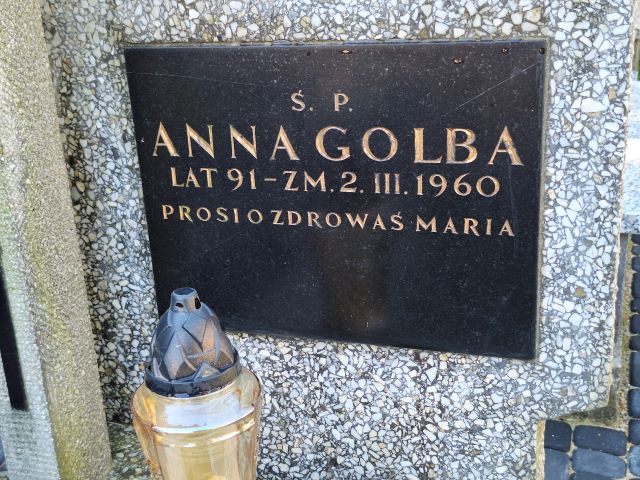 Ś. P.
ANNA GOLBA
LAT 91 - ZM. 2. III. 1960
PROSI O ZDROWAŚ MARIA